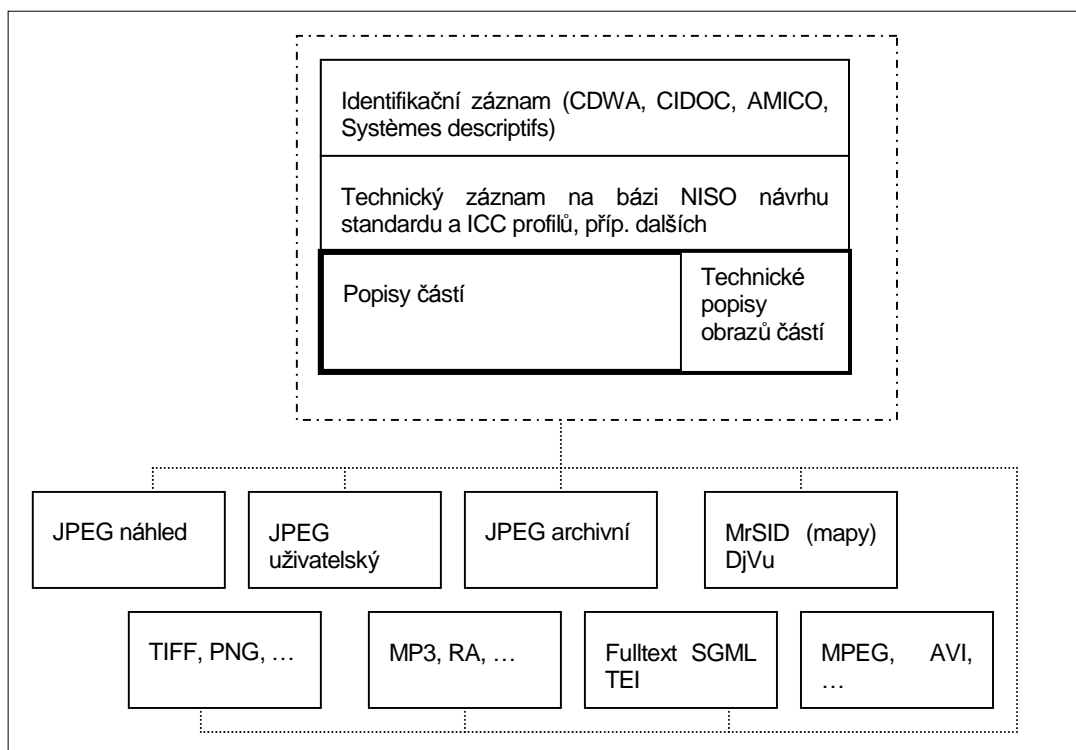 Identifikační záznam (CDWA, CIDOC, AMICO,
Systèmes descriptifs)
Technický záznam na bázi NISO návrhu
standardu a ICC profilů, příp. dalších
Popisy částí
Technické
popisy
obrazů částí
JPEG náhled
JPEG
uživatelský
JPEG archivní
MrSID (mapy)
DjVu
TIFF, PNG, …
MP3, RA, …
Fulltext SGML
TEI
MPEG, AVI,
…